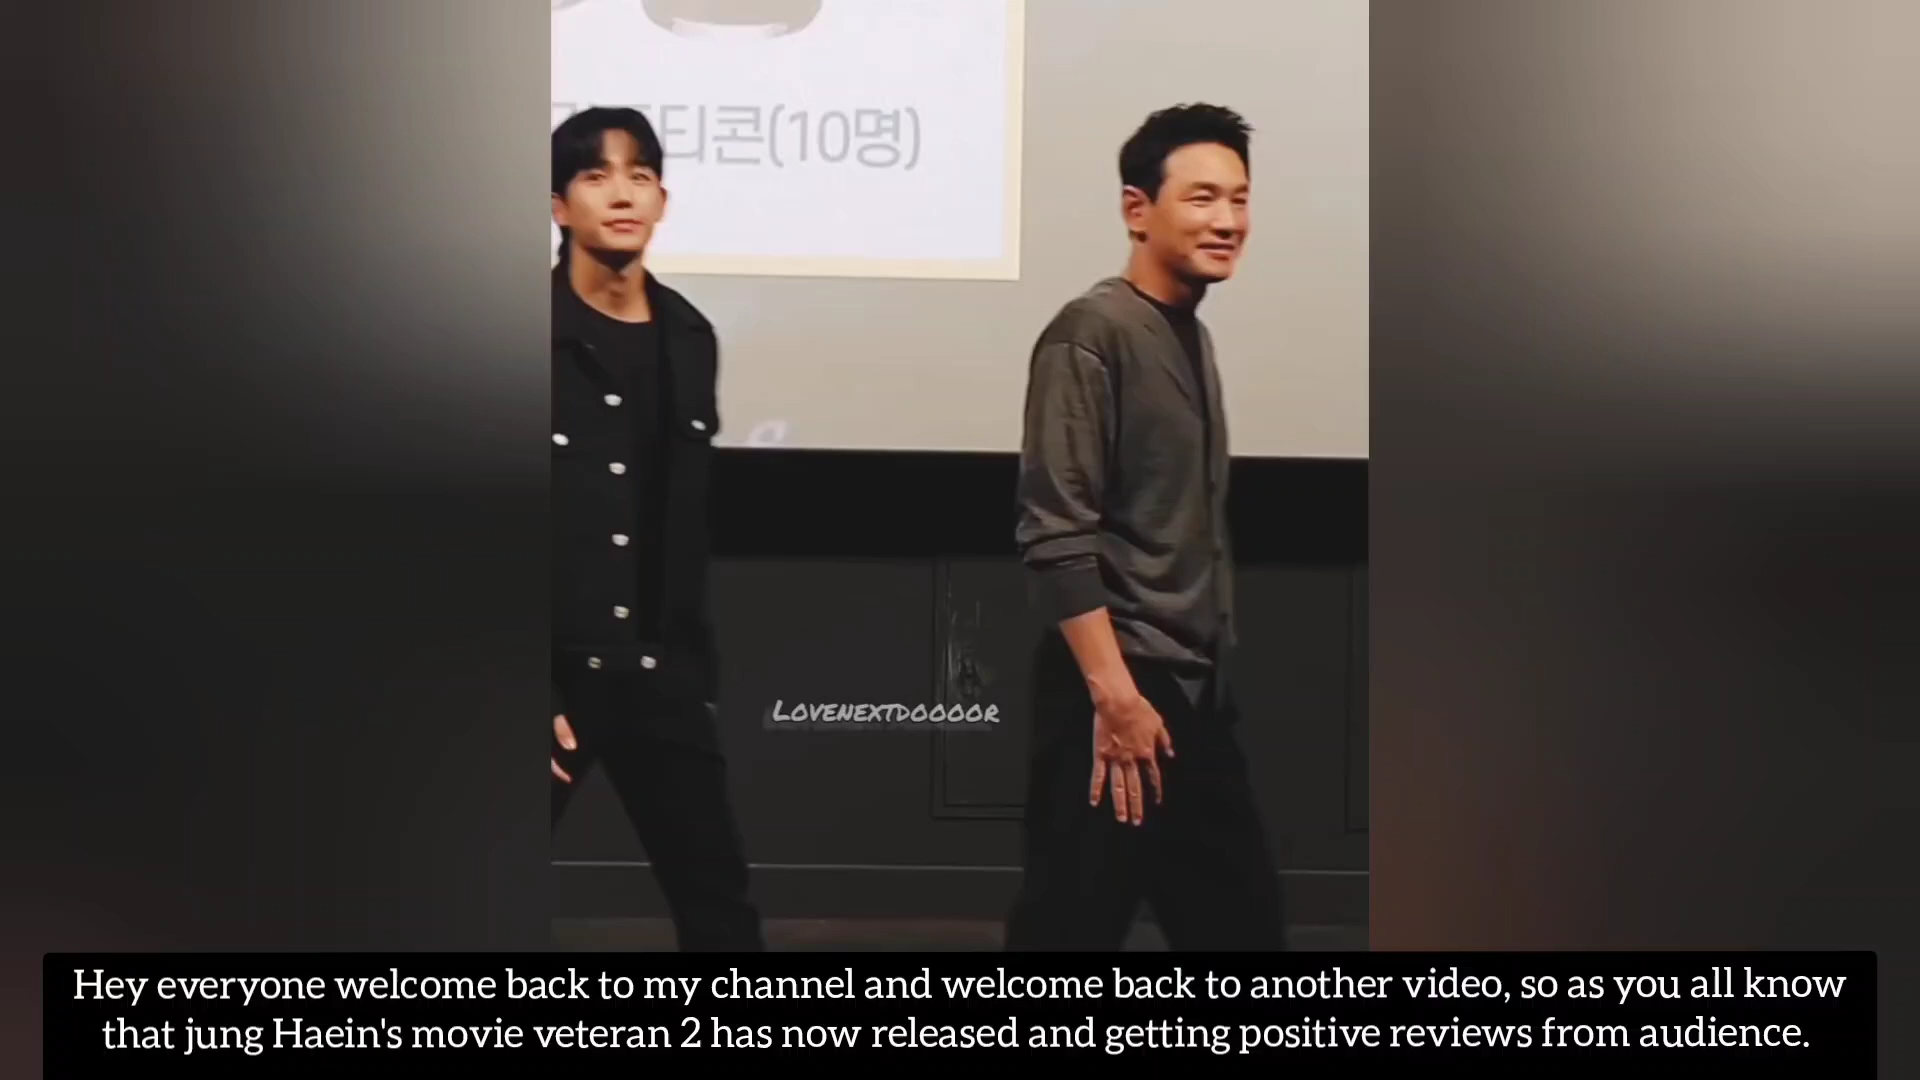 티콘(10명)
LOVENEXTDOOOOR
Hey everyone welcome back to my channel and welcome back to another video, so as you all know
that jung Haein's movie veteran 2 has now released and getting positive reviews from audience.